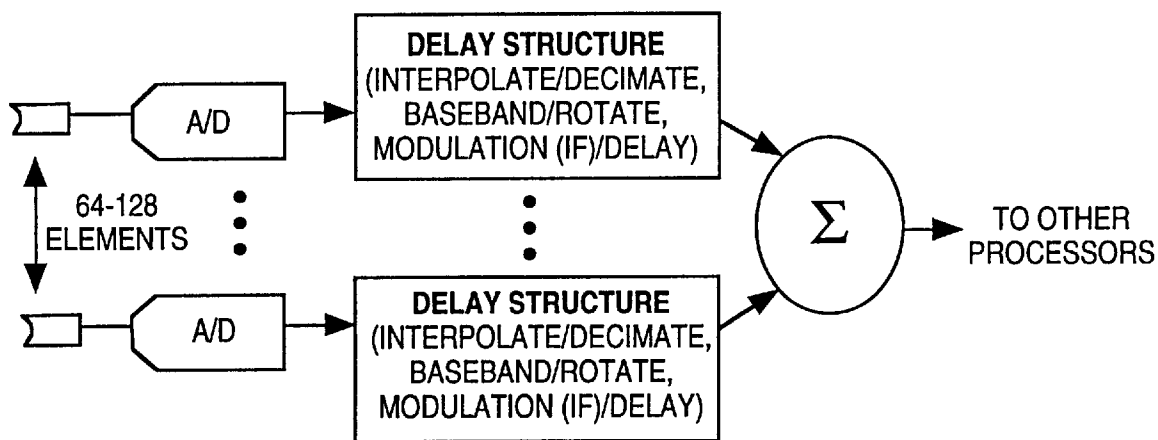 DELAY STRUCTURE
(INTERPOLATE/DECIMATE,
BASEBAND/ROTATE,
MODULATION (IF)/DELAY)
A/D
64-128
ELEMENTS
Σ
TO OTHER
PROCESSORS
A/D
DELAY STRUCTURE
(INTERPOLATE/DECIMATE,
BASEBAND/ROTATE,
MODULATION (IF)/DELAY)